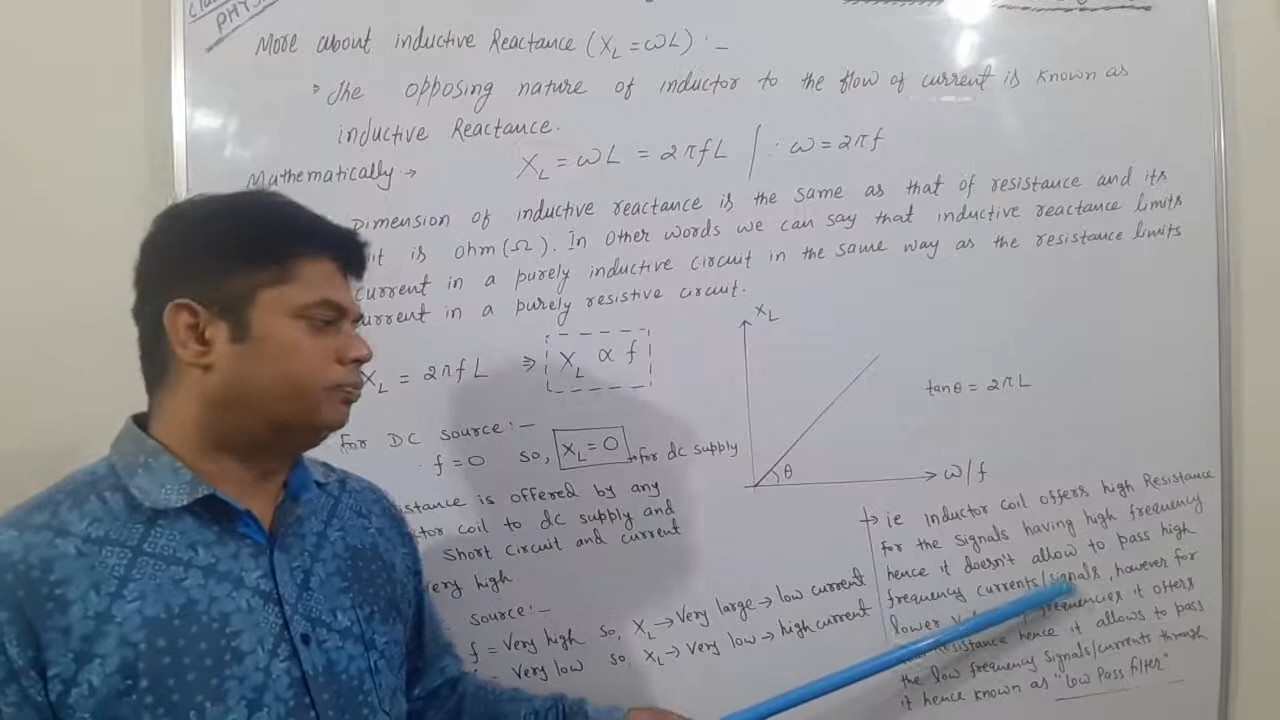 PHYS
More about inductive Reactance (X_L = ωL) : –
The opposing nature of inductor to the flow of current is known as
inductive Reactance.
Mathematically → X_L = ωL = 2πfL | ∵ ω = 2πf
Dimension of inductive reactance is the same as that of resistance and its
is ohm (Ω). In other words we can say that inductive reactance limits
current in a purely inductive circuit in the same way as the resistance limits
current in a purely resistive circuit.
X_L = 2πfL ⇒ X_L ∝ f
X_L
tanθ = 2πL
θ
ω/f
for DC source : –
f = 0 so, X_L = 0 → for dc supply
is offered by any
coil to dc supply and
short circuit and current
very high.
source : –
f = Very high so, X_L → Very large → low current
= Very low so X_L → Very low → high current
→ ie inductor coil offers high Resistance
for the signals having high frequency
hence it doesn't allow to pass high
frequency currents/signals, however for
lower frequencies it offers
hence it allows to pass
the low frequency signals/currents through
it hence known as "Low Pass filter"